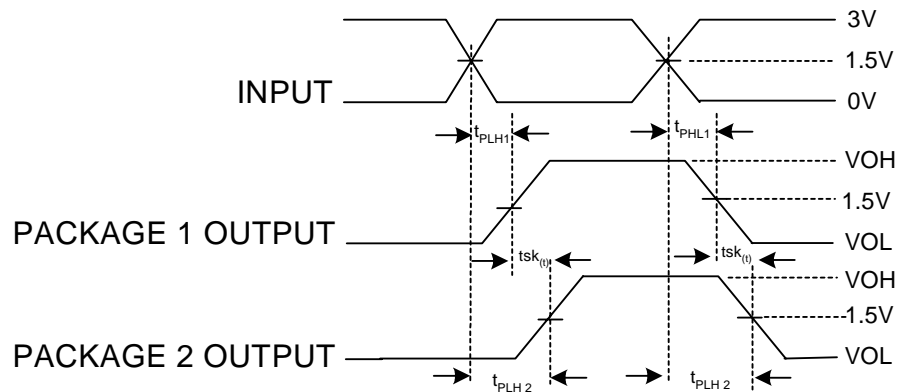 3V
1.5V
INPUT
0V
tPLH1
tPHL1
VOH
1.5V
PACKAGE 1 OUTPUT
VOL
tsk(t)
tsk(t)
VOH
1.5V
PACKAGE 2 OUTPUT
VOL
tPLH 2
tPLH 2